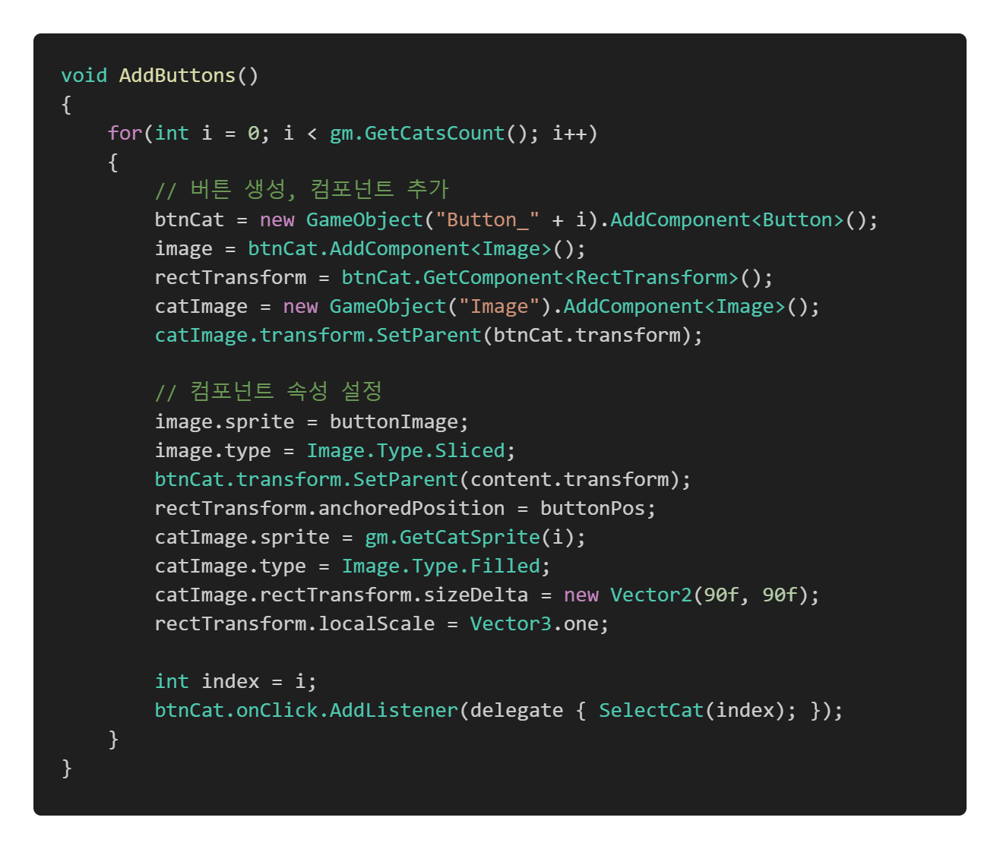 void AddButtons()
{
    for(int i = 0; i < gm.GetCatsCount(); i++)
    {
        // 버튼 생성, 컴포넌트 추가
        btnCat = new GameObject("Button_" + i).AddComponent<Button>();
        image = btnCat.AddComponent<Image>();
        rectTransform = btnCat.GetComponent<RectTransform>();
        catImage = new GameObject("Image").AddComponent<Image>();
        catImage.transform.SetParent(btnCat.transform);

        // 컴포넌트 속성 설정
        image.sprite = buttonImage;
        image.type = Image.Type.Sliced;
        btnCat.transform.SetParent(content.transform);
        rectTransform.anchoredPosition = buttonPos;
        catImage.sprite = gm.GetCatSprite(i);
        catImage.type = Image.Type.Filled;
        catImage.rectTransform.sizeDelta = new Vector2(90f, 90f);
        rectTransform.localScale = Vector3.one;

        int index = i;
        btnCat.onClick.AddListener(delegate { SelectCat(index); });
    }
}